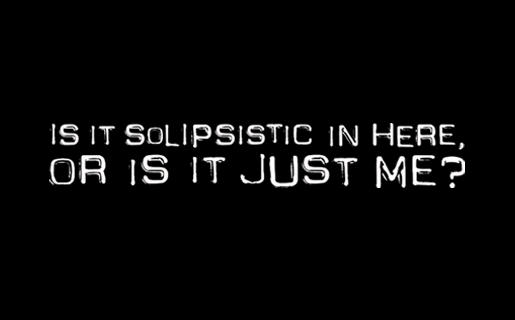 IS IT SOLIPSISTIC IN HERE,
OR IS IT JUST ME?